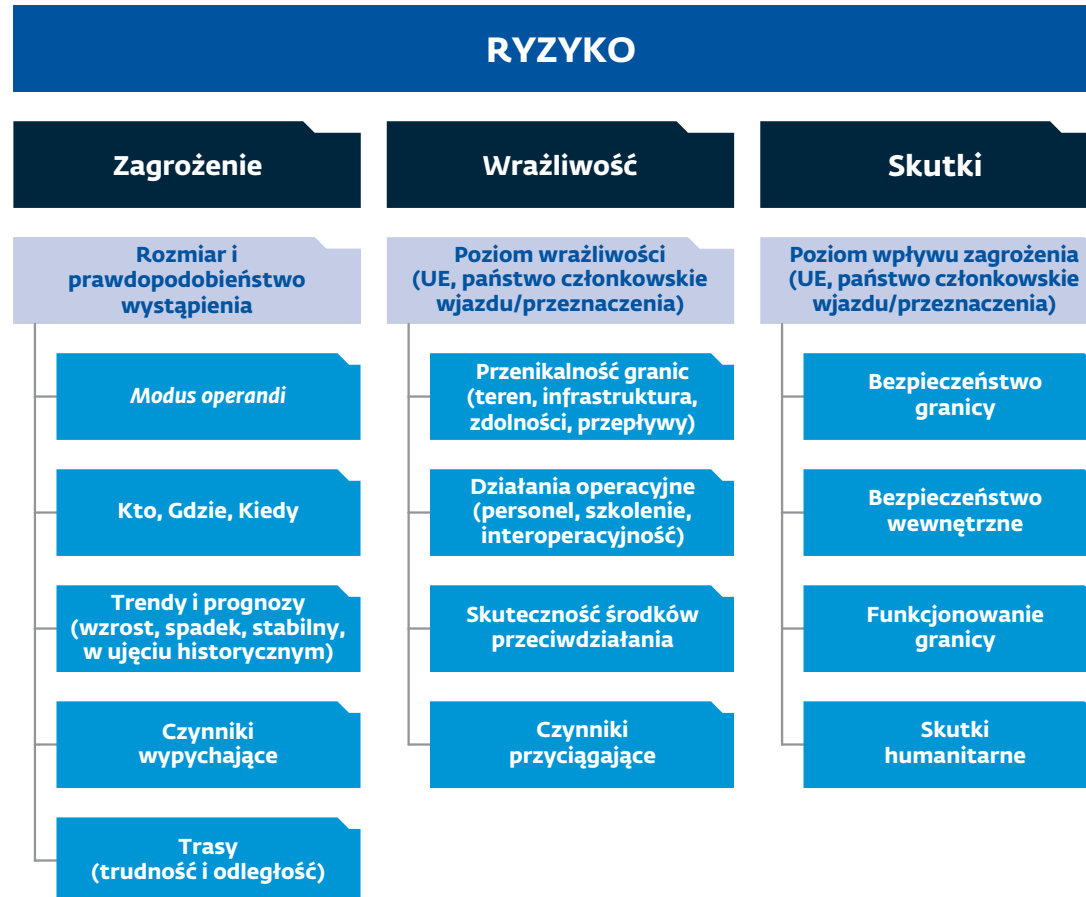 RYZYKO
Zagrożenie
Rozmiar i
prawdopodobieństwo
wystąpienia
Modus operandi
Kto, Gdzie, Kiedy
Trendy i prognozy
(wzrost, spadek, stabilny,
w ujęciu historycznym)
Czynniki
wypychające
Trasy
(trudność i odległość)
Wrażliwość
Poziom wrażliwości
(UE, państwo członkowskie
wjazdu/przeznaczenia)
Przenikalność granic
(teren, infrastruktura,
zdolności, przepływy)
Działania operacyjne
(personel, szkolenie,
interoperacyjność)
Skuteczność środków
przeciwdziałania
Czynniki
przyciągające
Skutki
Poziom wpływu zagrożenia
(UE, państwo członkowskie
wjazdu/przeznaczenia)
Bezpieczeństwo
granicy
Bezpieczeństwo
wewnętrzne
Funkcjonowanie
granicy
Skutki
humanitarne